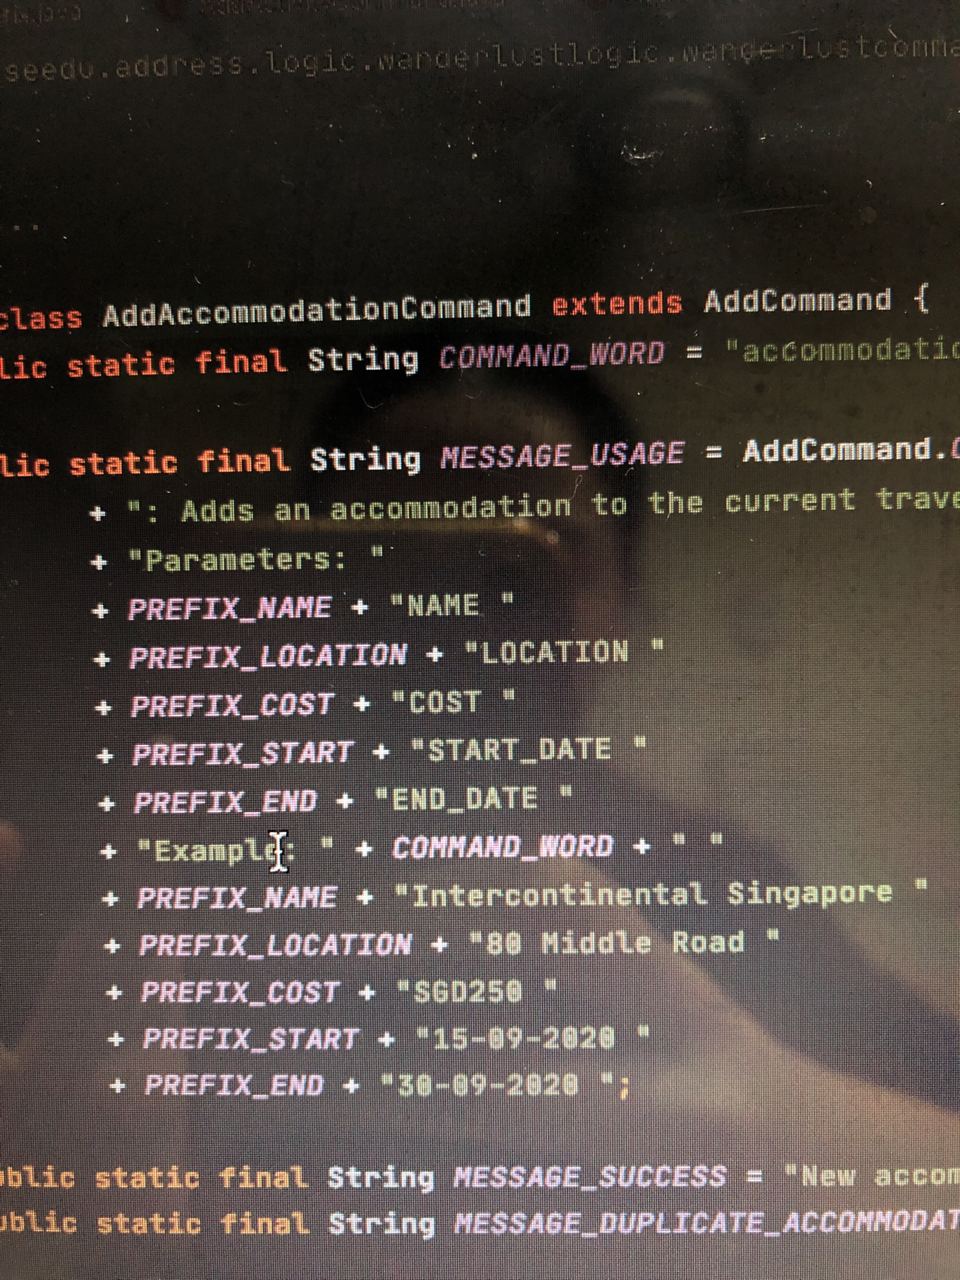 seedu.address.logic.wanderlustlogic.wanderlustcomma
..
class AddAccommodationCommand extends AddCommand {
lic static final String COMMAND_WORD = "accommodatio
lic static final String MESSAGE_USAGE = AddCommand.C
+ ": Adds an accommodation to the current trave
+ "Parameters: "
+ PREFIX_NAME + "NAME "
+ PREFIX_LOCATION + "LOCATION "
+ PREFIX_COST + "COST "
+ PREFIX_START + "START_DATE "
+ PREFIX_END + "END_DATE "
+ "Example: " + COMMAND_WORD + " "
+ PREFIX_NAME + "Intercontinental Singapore "
+ PREFIX_LOCATION + "80 Middle Road "
+ PREFIX_COST + "SGD250 "
+ PREFIX_START + "15-09-2020 "
+ PREFIX_END + "30-09-2020 ";
ublic static final String MESSAGE_SUCCESS = "New accom
ublic static final String MESSAGE_DUPLICATE_ACCOMMODAT